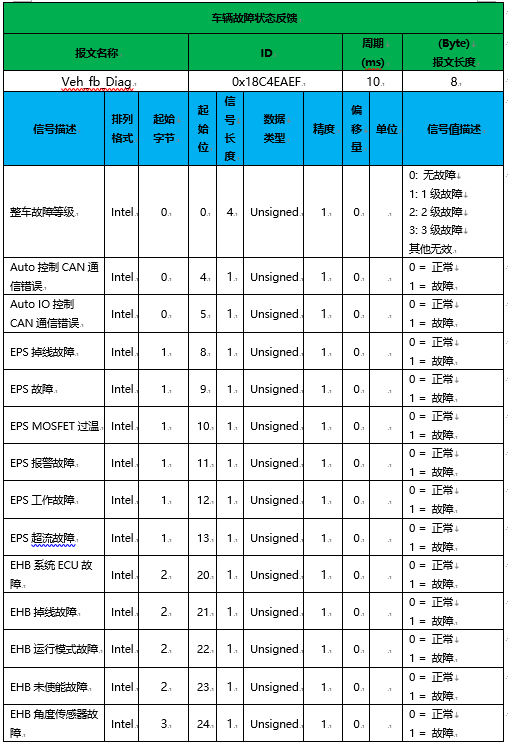 车辆故障状态反馈
报文名称 ID 周期 (ms) (Byte) 报文长度
Veh_fb_Diag 0x18C4EAEF 10 8
信号描述 排列格式 起始字节 起始位 信号长度 数据类型 精度 偏移量 单位 信号值描述
整车故障等级 Intel 0 0 4 Unsigned 1 0 0: 无故障
1: 1 级故障
2: 2 级故障
3: 3 级故障
其他无效
Auto 控制 CAN 通信错误 Intel 0 4 1 Unsigned 1 0 0 = 正常
1 = 故障
Auto IO 控制 CAN 通信错误 Intel 0 5 1 Unsigned 1 0 0 = 正常
1 = 故障
EPS 掉线故障 Intel 1 8 1 Unsigned 1 0 0 = 正常
1 = 故障
EPS 故障 Intel 1 9 1 Unsigned 1 0 0 = 正常
1 = 故障
EPS MOSFET 过温 Intel 1 10 1 Unsigned 1 0 0 = 正常
1 = 故障
EPS 报警故障 Intel 1 11 1 Unsigned 1 0 0 = 正常
1 = 故障
EPS 工作故障 Intel 1 12 1 Unsigned 1 0 0 = 正常
1 = 故障
EPS 超流故障 Intel 1 13 1 Unsigned 1 0 0 = 正常
1 = 故障
EHB 系统 ECU 故障 Intel 2 20 1 Unsigned 1 0 0 = 正常
1 = 故障
EHB 掉线故障 Intel 2 21 1 Unsigned 1 0 0 = 正常
1 = 故障
EHB 运行模式故障 Intel 2 22 1 Unsigned 1 0 0 = 正常
1 = 故障
EHB 未使能故障 Intel 2 23 1 Unsigned 1 0 0 = 正常
1 = 故障
EHB 角度传感器故障 Intel 3 24 1 Unsigned 1 0 0 = 正常
1 = 故障